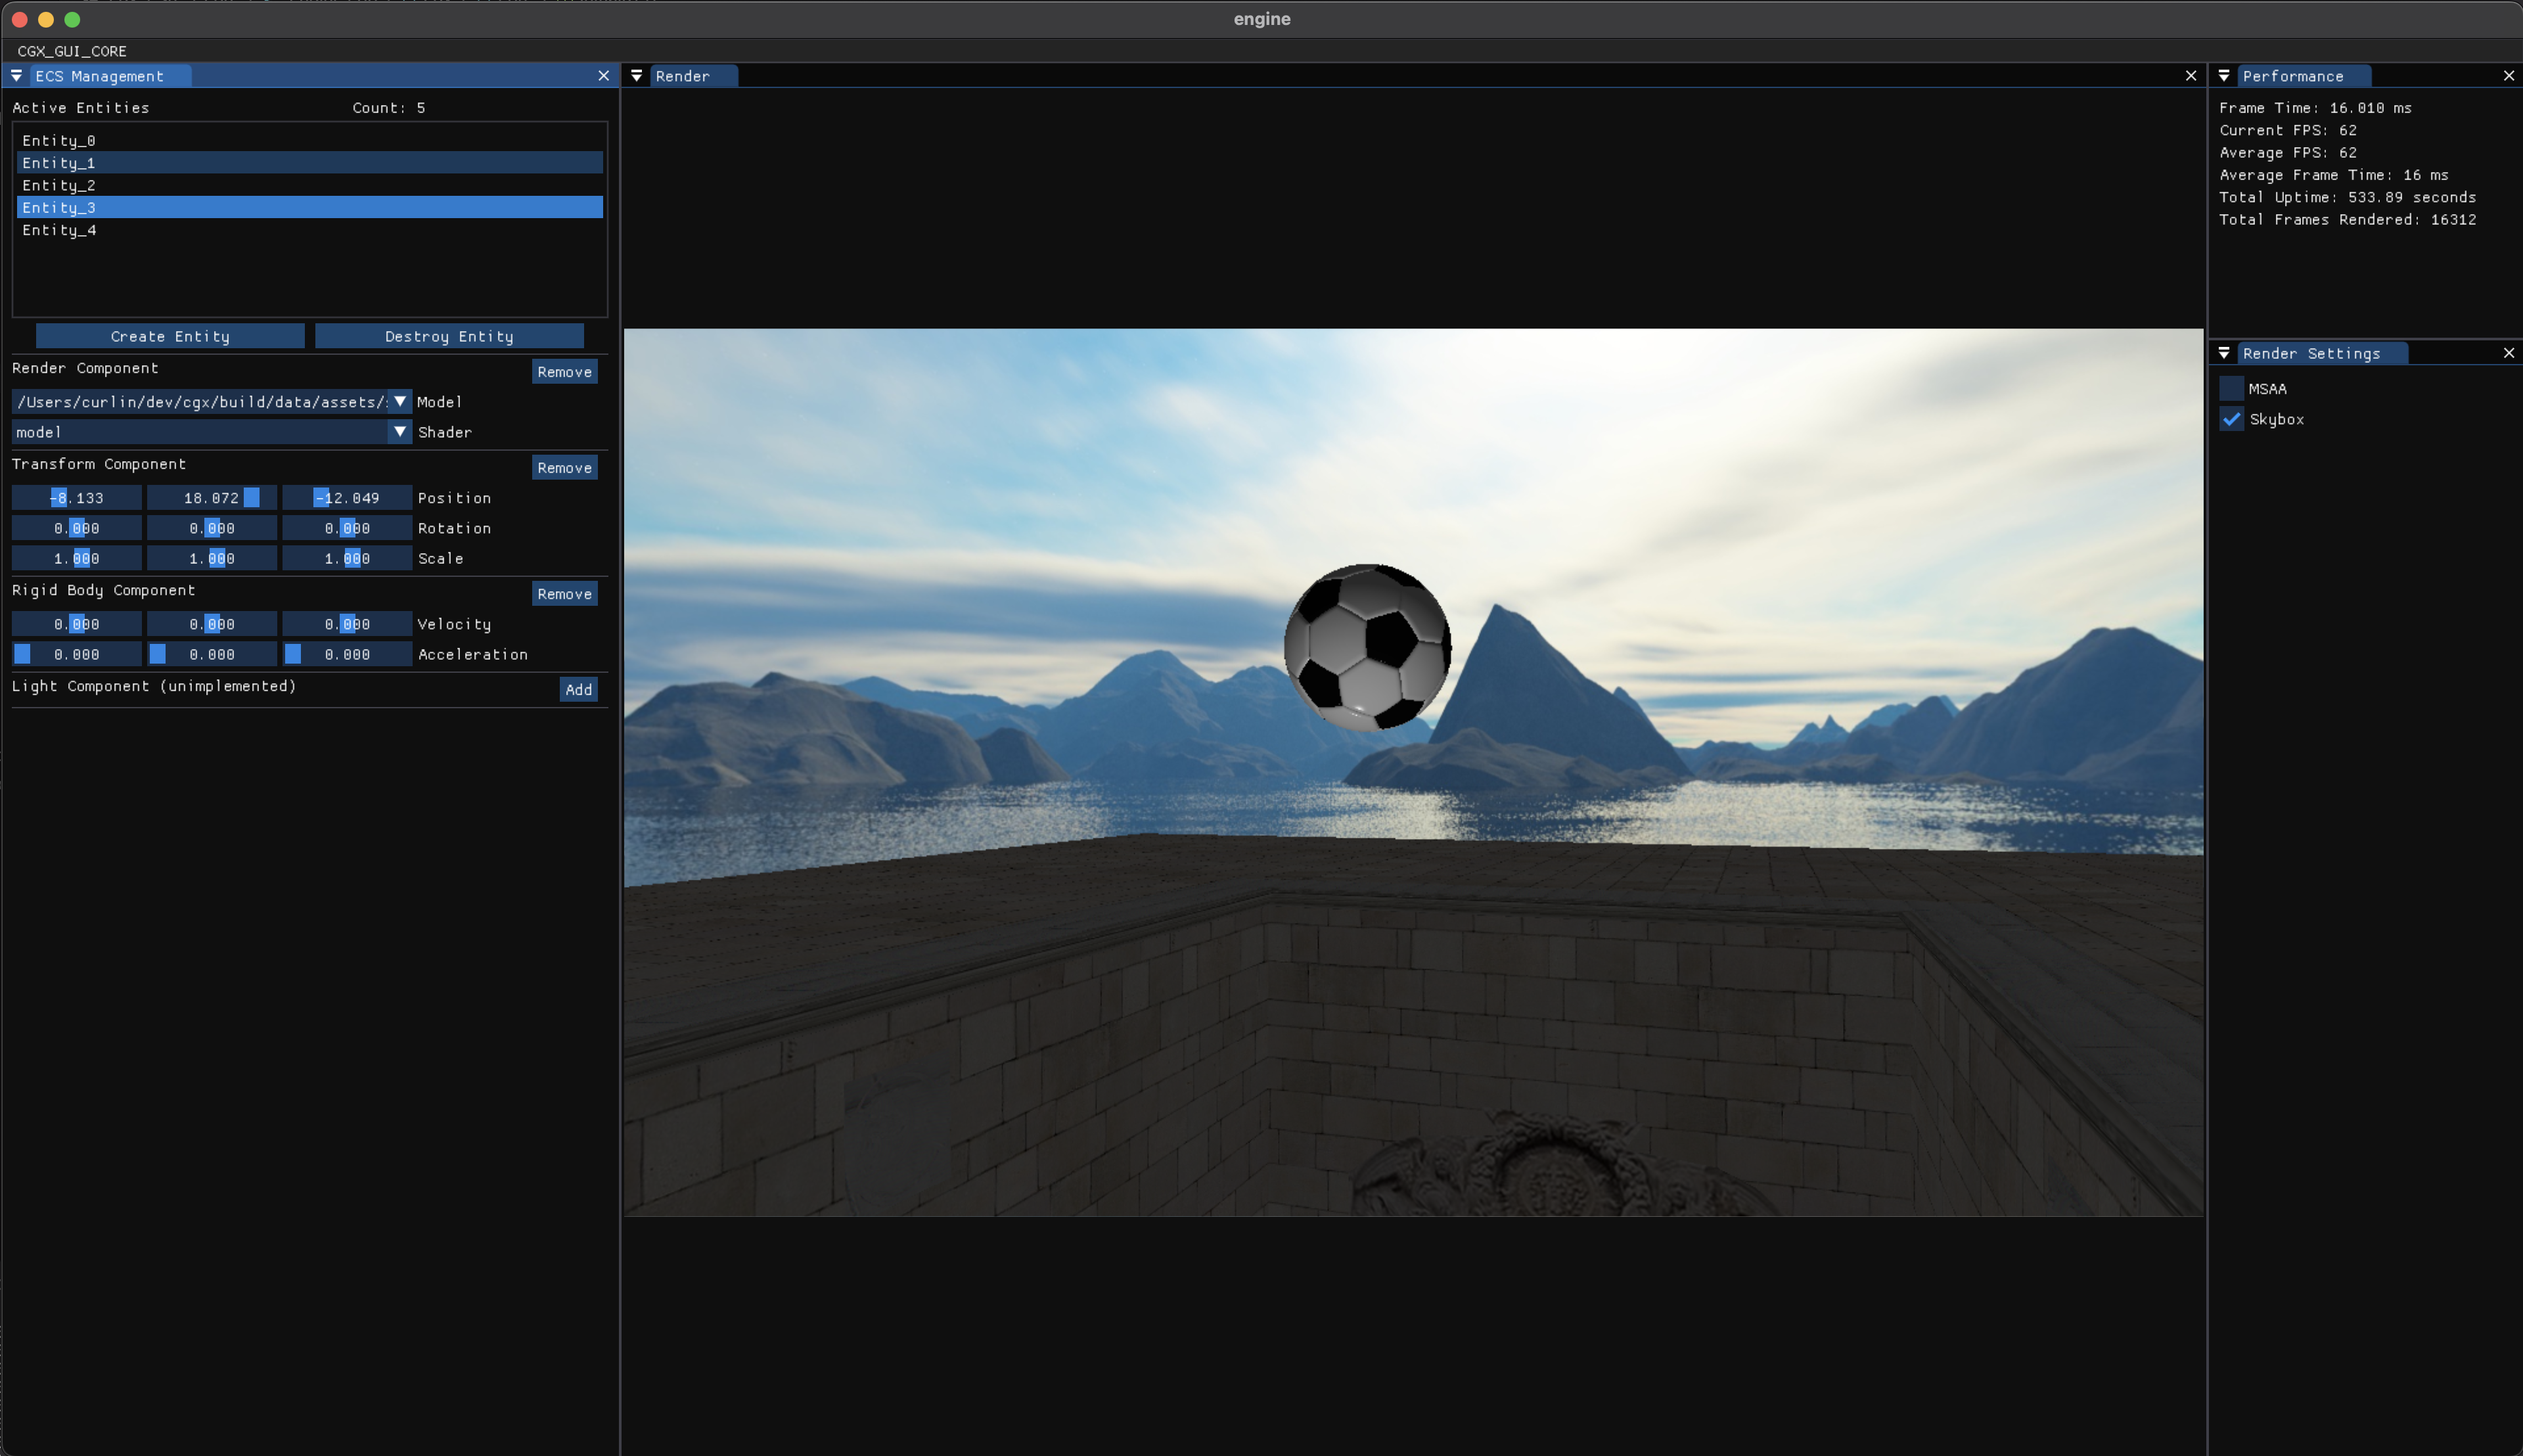 engine
CGX_GUI_CORE
ECS Management
Active Entities Count: 5
Entity_0
Entity_1
Entity_2
Entity_3
Entity_4
Create Entity Destroy Entity
Render Component Remove
/Users/curlin/dev/cgx/build/data/assets/ Model
model Shader
Transform Component Remove
-8.133 18.072 -12.049 Position
0.000 0.000 0.000 Rotation
1.000 1.000 1.000 Scale
Rigid Body Component Remove
0.000 0.000 0.000 Velocity
0.000 0.000 0.000 Acceleration
Light Component (unimplemented) Add
Render
Performance
Frame Time: 16.010 ms
Current FPS: 62
Average FPS: 62
Average Frame Time: 16 ms
Total Uptime: 533.89 seconds
Total Frames Rendered: 16312
Render Settings
MSAA
Skybox